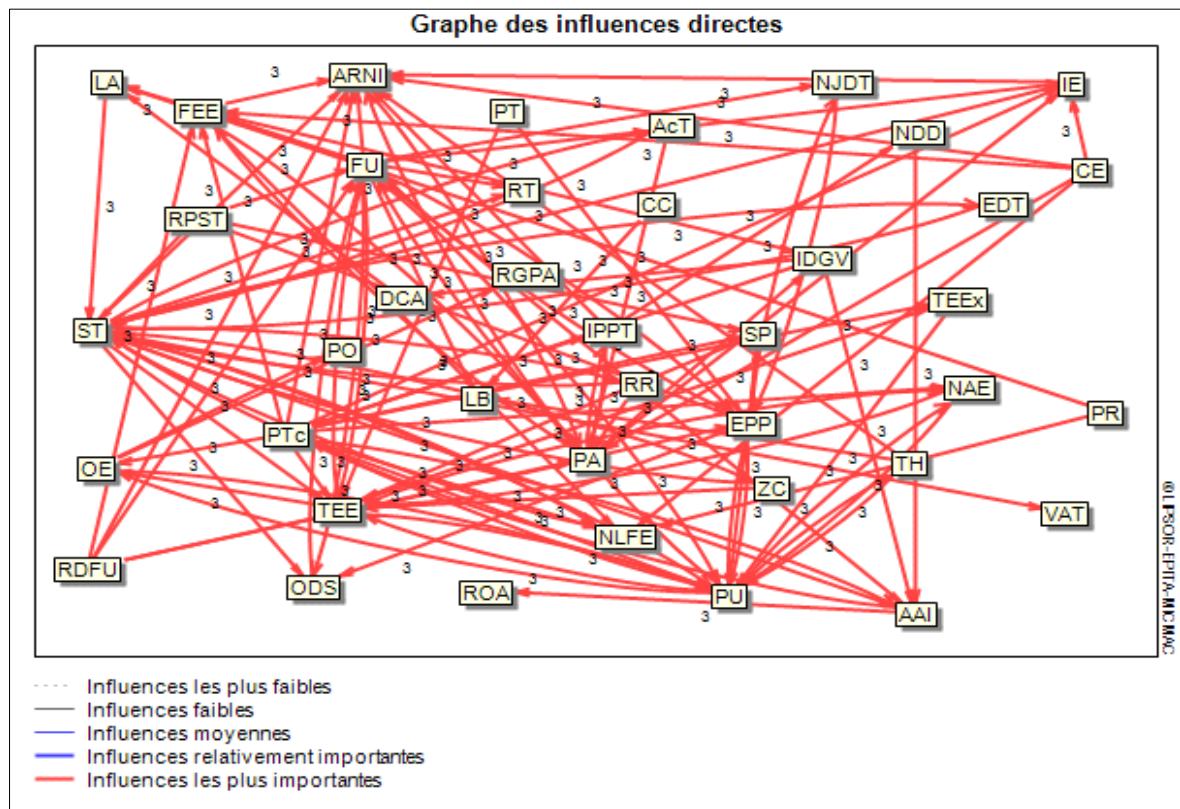 Graphe des influences directes
LA
ARNI
NJDT
IE
FEE
PT
AcT
NDD
FU
CE
RT
RPST
CC
EDT
IDGV
RGPA
DCA
TEEx
ST
IPPT
SP
PO
RR
NAE
LB
PR
EPP
PTc
PA
TH
OE
ZC
TEE
VAT
NLFE
RDFU
ODS
ROA
PU
AAI
3
© LIPSOR-EPITA-MICMAC
Influences les plus faibles
Influences faibles
Influences moyennes
Influences relativement importantes
Influences les plus importantes